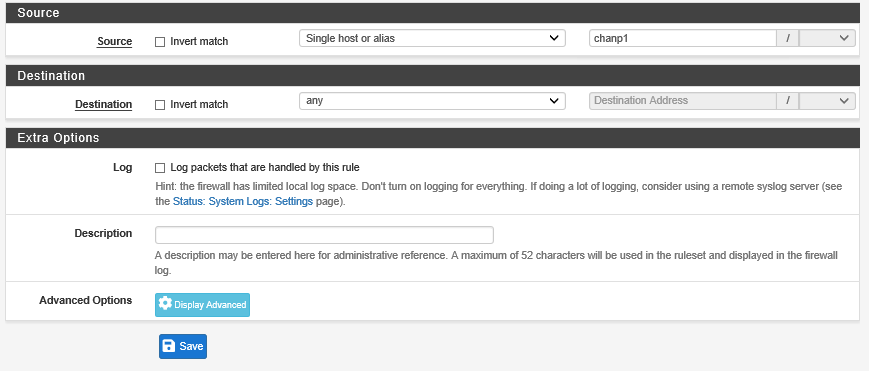 Source
Source Invert match Single host or alias chanp1 /
Destination
Destination Invert match any Destination Address /
Extra Options
Log Log packets that are handled by this rule
Hint: the firewall has limited local log space. Don't turn on logging for everything. If doing a lot of logging, consider using a remote syslog server (see
the Status: System Logs: Settings page).
Description
A description may be entered here for administrative reference. A maximum of 52 characters will be used in the ruleset and displayed in the firewall
log.
Advanced Options Display Advanced
Save